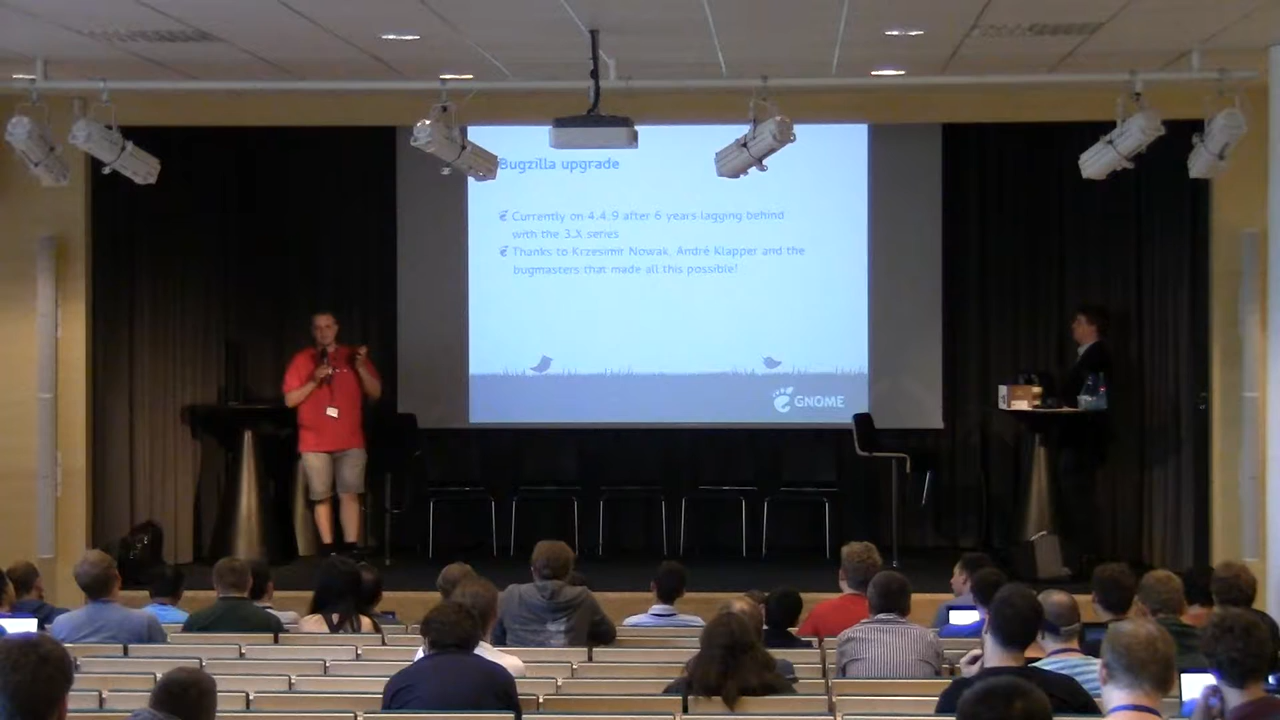 Bugzilla upgrade
Currently on 4.4.9 after 6 years lagging behind
with the 3.X series
Thanks to Krzesimir Nowak, André Klapper and the
bugmasters that made all this possible!
GNOME